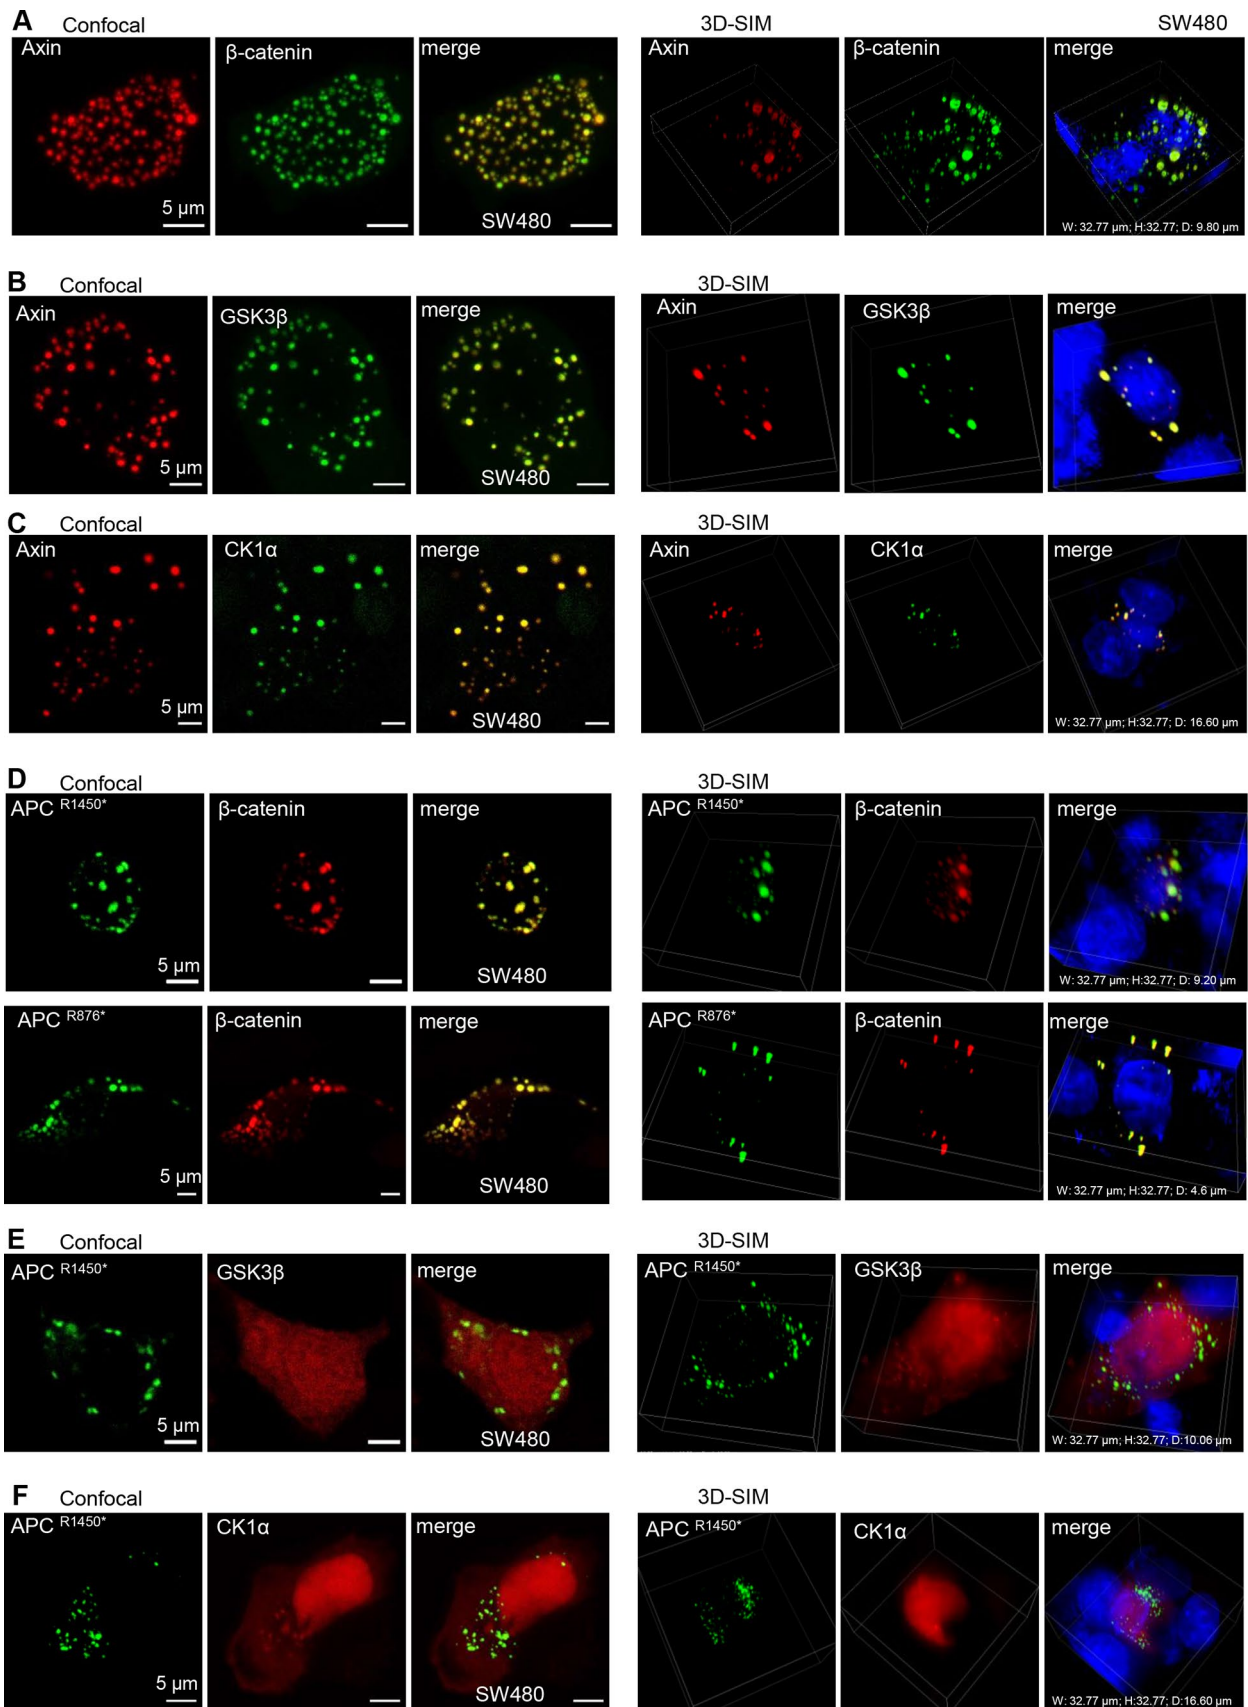 A
Confocal
3D-SIM
SW480
Axin
β-catenin
merge
β-catenin
merge
5 µm
SW480
W: 32.77 µm; H:32.77; D: 9.80 µm
B
Confocal
3D-SIM
Axin
GSK3β
merge
Axin
GSK3β
merge
5 µm
SW480
C
Confocal
3D-SIM
Axin
CK1α
merge
Axin
CK1α
merge
5 µm
SW480
W: 32.77 µm; H:32.77; D: 16.60 µm
D
Confocal
3D-SIM
APC R1450*
β-catenin
merge
APC R1450*
β-catenin
merge
5 µm
SW480
W: 32.77 µm; H:32.77; D: 9.20 µm
APC R876*
β-catenin
merge
APC R876*
β-catenin
merge
5 µm
SW480
W: 32.77 µm; H:32.77; D: 4.6 µm
E
Confocal
3D-SIM
APC R1450*
GSK3β
merge
APC R1450*
GSK3β
merge
5 µm
SW480
W: 32.77 µm; H:32.77; D:10.06 µm
F
Confocal
3D-SIM
APC R1450*
CK1α
merge
APC R1450*
CK1α
merge
5 µm
SW480
W: 32.77 µm; H:32.77; D:16.60 µm